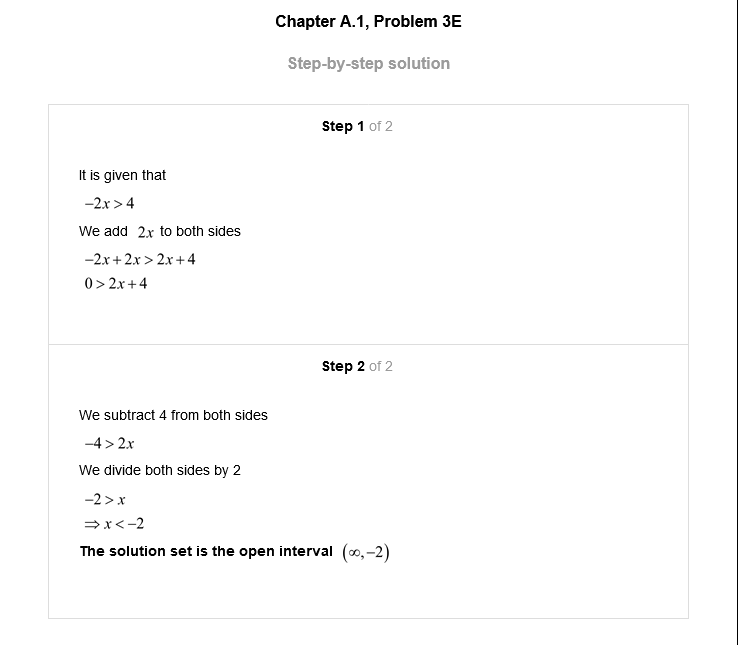 Chapter A.1, Problem 3E
Step-by-step solution
Step 1 of 2
It is given that
−2x > 4
We add 2x to both sides
−2x + 2x > 2x + 4
0 > 2x + 4
Step 2 of 2
We subtract 4 from both sides
−4 > 2x
We divide both sides by 2
−2 > x
⇒ x < −2
The solution set is the open interval (∞, −2)